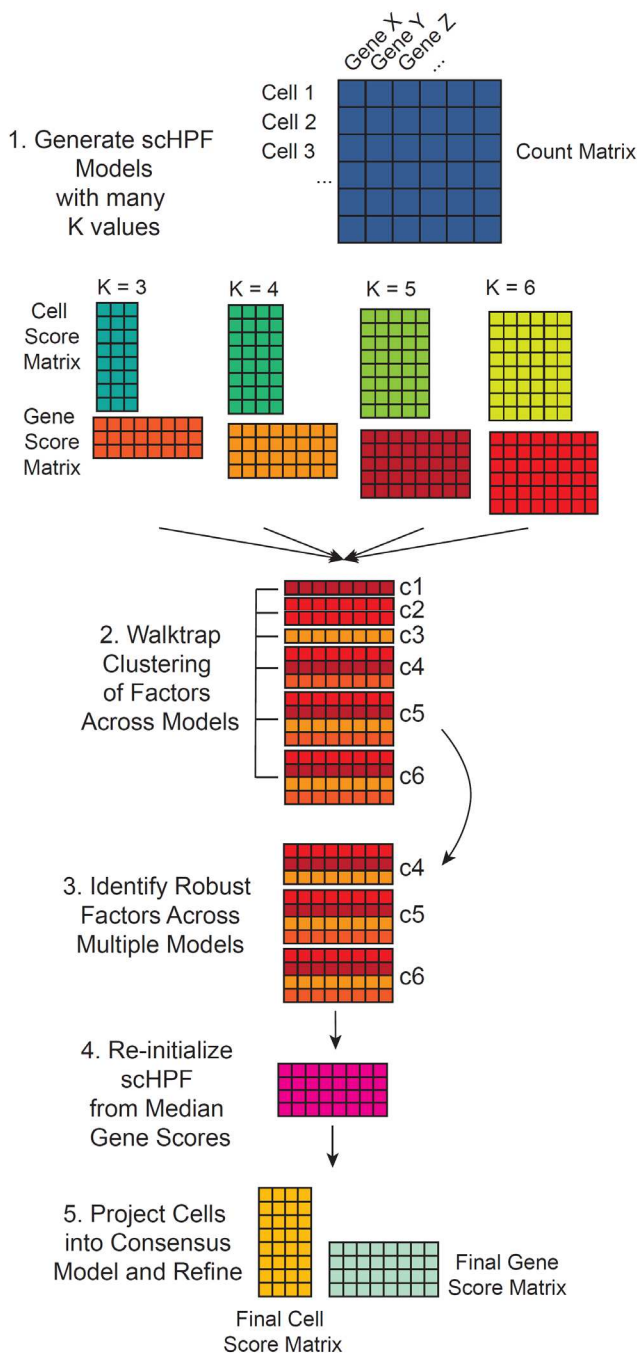 Gene X
Gene Y
Gene Z
...
Cell 1
Cell 2
Cell 3
...
1. Generate scHPF
Models
with many
K values
Count Matrix
K = 3
K = 4
K = 5
K = 6
Cell
Score
Matrix
Gene
Score
Matrix
c1
c2
c3
c4
c5
c6
2. Walktrap
Clustering
of Factors
Across Models
3. Identify Robust
Factors Across
Multiple Models
c4
c5
c6
4. Re-initialize
scHPF
from Median
Gene Scores
5. Project Cells
into Consensus
Model and Refine
Final Gene
Score Matrix
Final Cell
Score Matrix